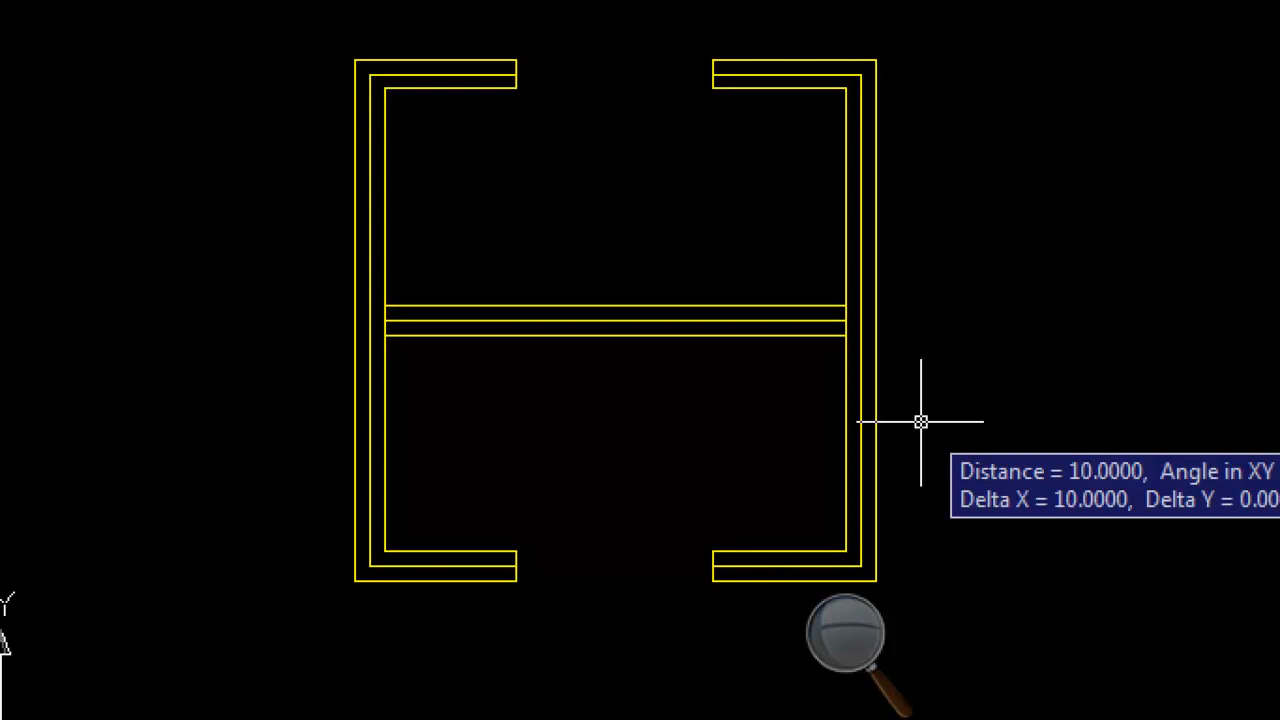 Distance = 10.0000,  Angle in XY
Delta X = 10.0000,  Delta Y = 0.00
Y